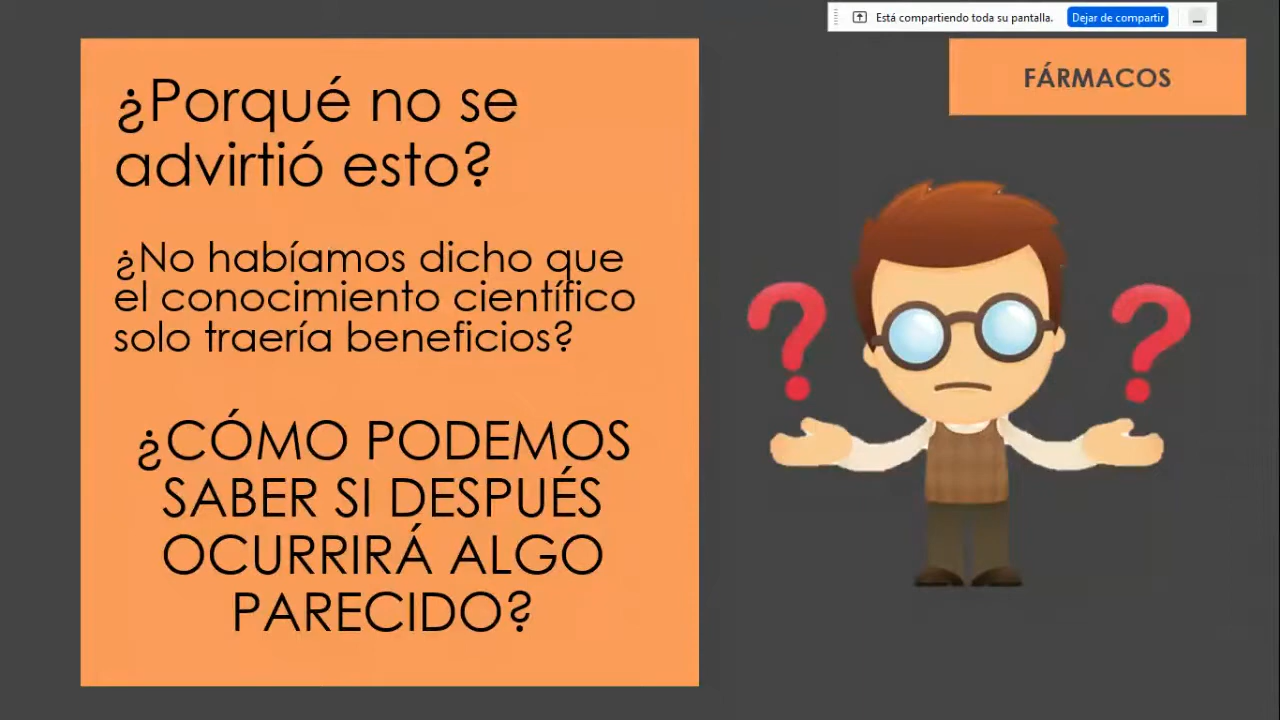 Está compartiendo toda su pantalla.
Dejar de compartir
FÁRMACOS
¿Porqué no se
advirtió esto?
¿No habíamos dicho que
el conocimiento científico
solo traería beneficios?
¿CÓMO PODEMOS
SABER SI DESPUÉS
OCURRIRÁ ALGO
PARECIDO?
? ?